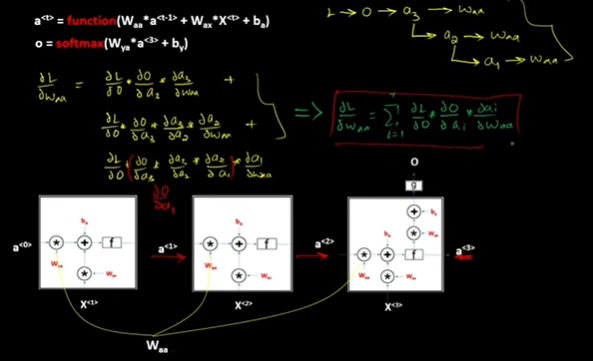 a<t> = function(Waa*a<t-1> + Wax*X<t> + ba)
o = softmax(Wya*a<3> + by)
L → O → a3 → Waa
↳ a2 → Waa
↳ a1 → Waa
∂L/∂Waa = ∂L/∂O * ∂O/∂a3 * ∂a3/∂Waa +
∂L/∂O * ∂O/∂a3 * ∂a3/∂a2 * ∂a2/∂Waa +
∂L/∂O * (∂O/∂a3 * ∂a3/∂a2 * ∂a2/∂a1) * ∂a1/∂Waa
=> ∂L/∂Waa = Σ i=1 T ∂L/∂O * ∂O/∂ai * ∂ai/∂Waa
∂O/∂a1
O
g
+ by
* Wya
a<0> * + f a<1> * + f a<2> * + f a<3>
ba
ba
ba
Waa
Waa
Waa
* Wax
* Wax
* Wax
X<1> X<2> X<3>
Waa